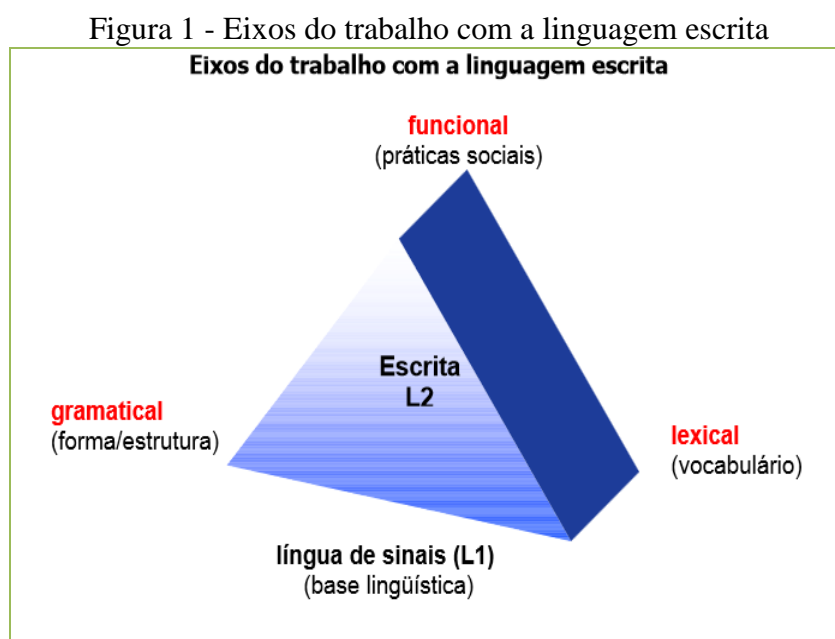 Figura 1 - Eixos do trabalho com a linguagem escrita
Eixos do trabalho com a linguagem escrita
funcional
(práticas sociais)
Escrita
L2
gramatical
(forma/estrutura)
lexical
(vocabulário)
língua de sinais (L1)
(base lingüística)